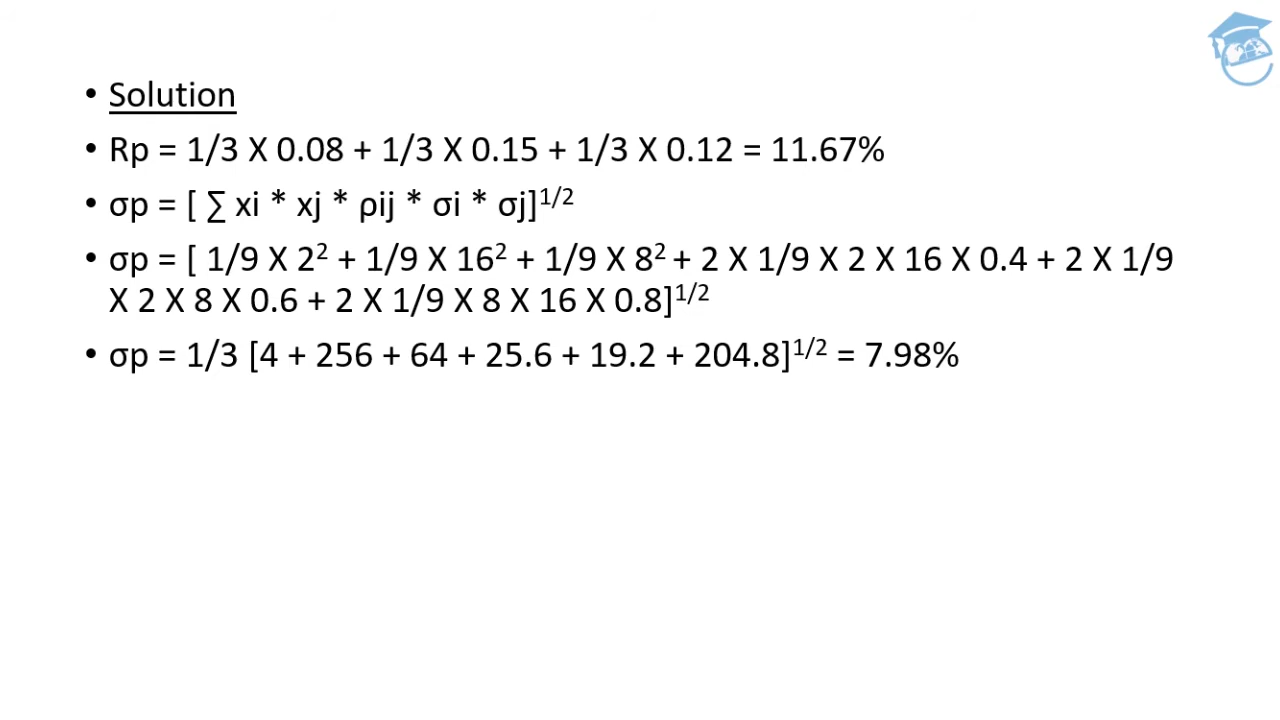 • Solution
• Rp = 1/3 X 0.08 + 1/3 X 0.15 + 1/3 X 0.12 = 11.67%
• σp = [ ∑ xi * xj * ρij * σi * σj]^1/2
• σp = [ 1/9 X 2² + 1/9 X 16² + 1/9 X 8² + 2 X 1/9 X 2 X 16 X 0.4 + 2 X 1/9
X 2 X 8 X 0.6 + 2 X 1/9 X 8 X 16 X 0.8]^1/2
• σp = 1/3 [4 + 256 + 64 + 25.6 + 19.2 + 204.8]^1/2 = 7.98%